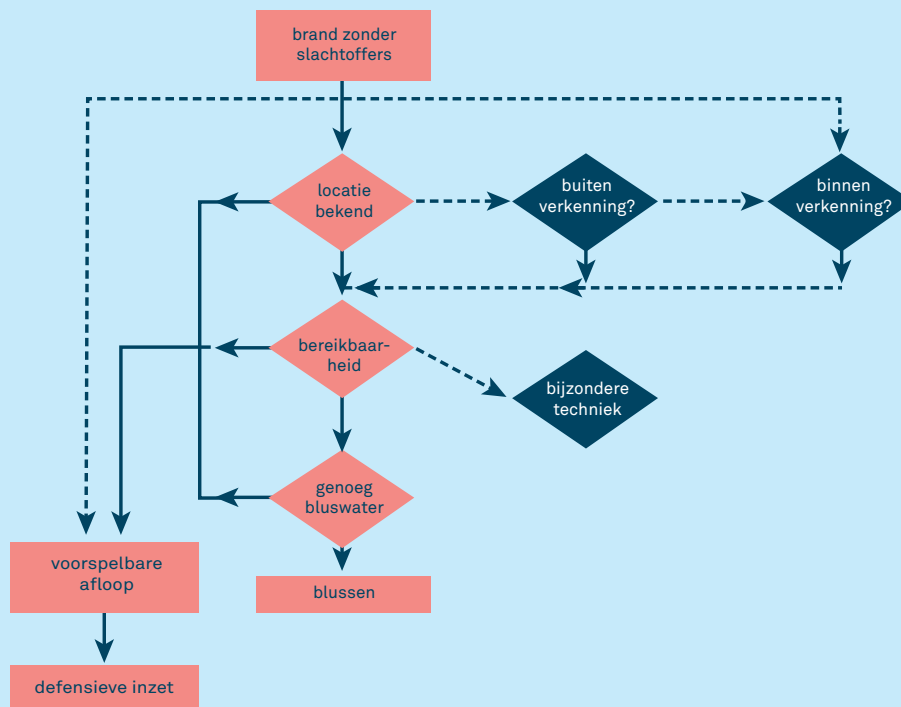 brand zonder
slachtoffers
locatie
bekend
buiten
verkenning?
binnen
verkenning?
bereikbaar-
heid
bijzondere
techniek
genoeg
bluswater
voorspelbare
afloop
blussen
defensieve inzet